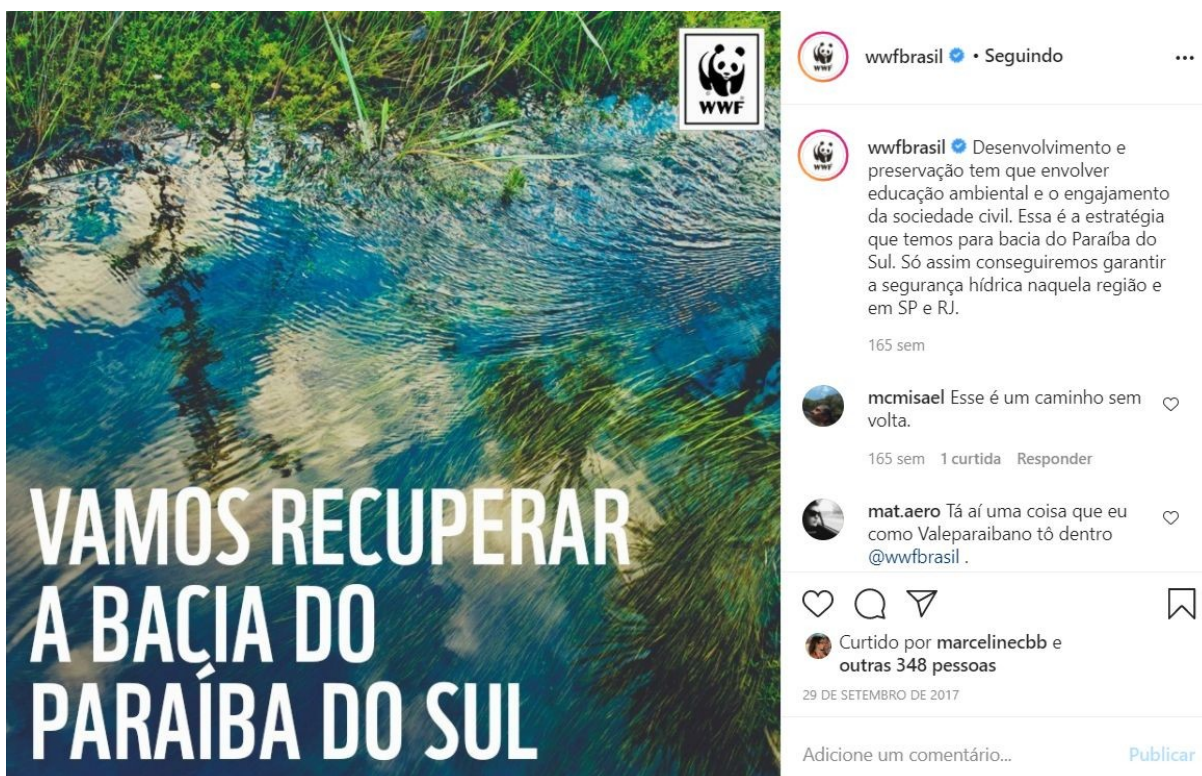 WWF
VAMOS RECUPERAR
A BACIA DO
PARAÍBA DO SUL
WWF
wwfbrasil • Seguindo
WWF
wwfbrasil Desenvolvimento e
preservação tem que envolver
educação ambiental e o engajamento
da sociedade civil. Essa é a estratégia
que temos para bacia do Paraíba do
Sul. Só assim conseguiremos garantir
a segurança hídrica naquela região e
em SP e RJ.
165 sem
mcmisael Esse é um caminho sem
volta.
165 sem 1 curtida Responder
mat.aero Tá aí uma coisa que eu
como Valeparaibano tô dentro
@wwfbrasil .
Curtido por marcelinecbb e
outras 348 pessoas
29 DE SETEMBRO DE 2017
Adicione um comentário... Publicar